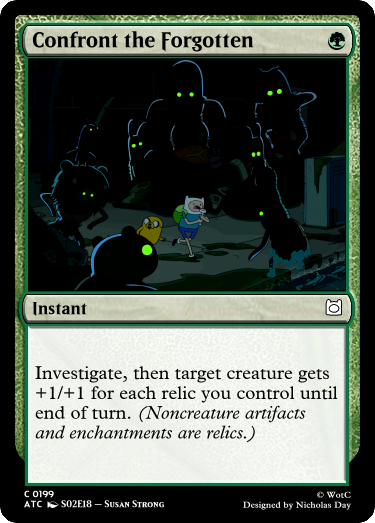 Confront the Forgotten
Instant
Investigate, then target creature gets
+1/+1 for each relic you control until
end of turn. (Noncreature artifacts
and enchantments are relics.)
C 0199
© WotC
ATC S02E18 – Susan Strong
Designed by Nicholas Day